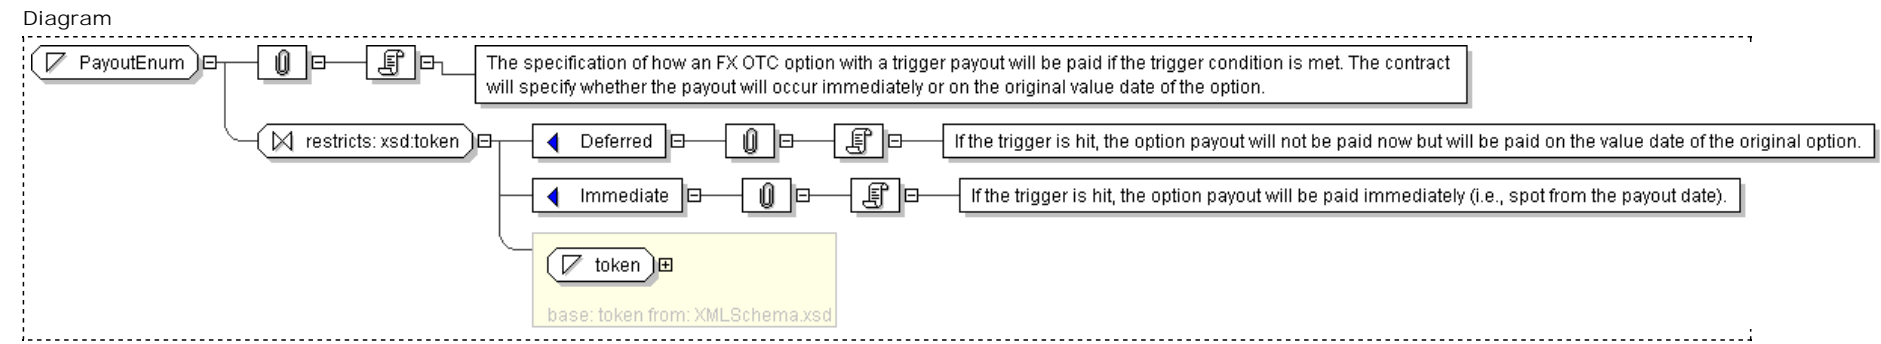 Diagram
PayoutEnum
The specification of how an FX OTC option with a trigger payout will be paid if the trigger condition is met. The contract
will specify whether the payout will occur immediately or on the original value date of the option.
restricts: xsd:token
Deferred
If the trigger is hit, the option payout will not be paid now but will be paid on the value date of the original option.
Immediate
If the trigger is hit, the option payout will be paid immediately (i.e., spot from the payout date).
token
base: token from: XMLSchema.xsd